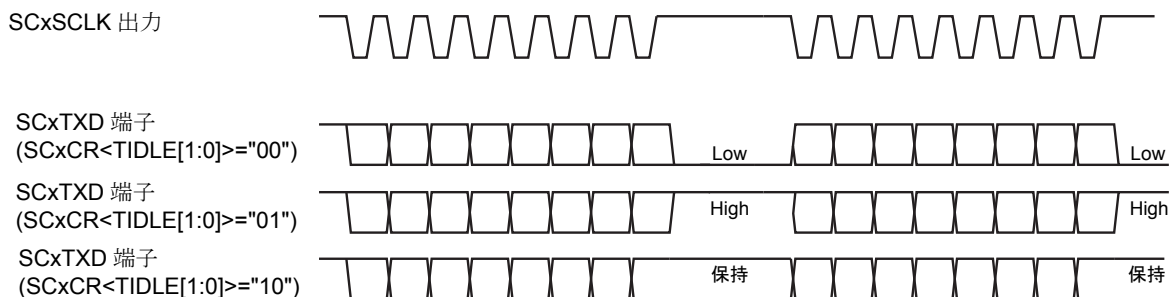 SCxSCLK 出力
SCxTXD 端子
(SCxCR<TIDLE[1:0]>="00")
Low
Low
SCxTXD 端子
(SCxCR<TIDLE[1:0]>="01")
High
High
SCxTXD 端子
(SCxCR<TIDLE[1:0]>="10")
保持
保持